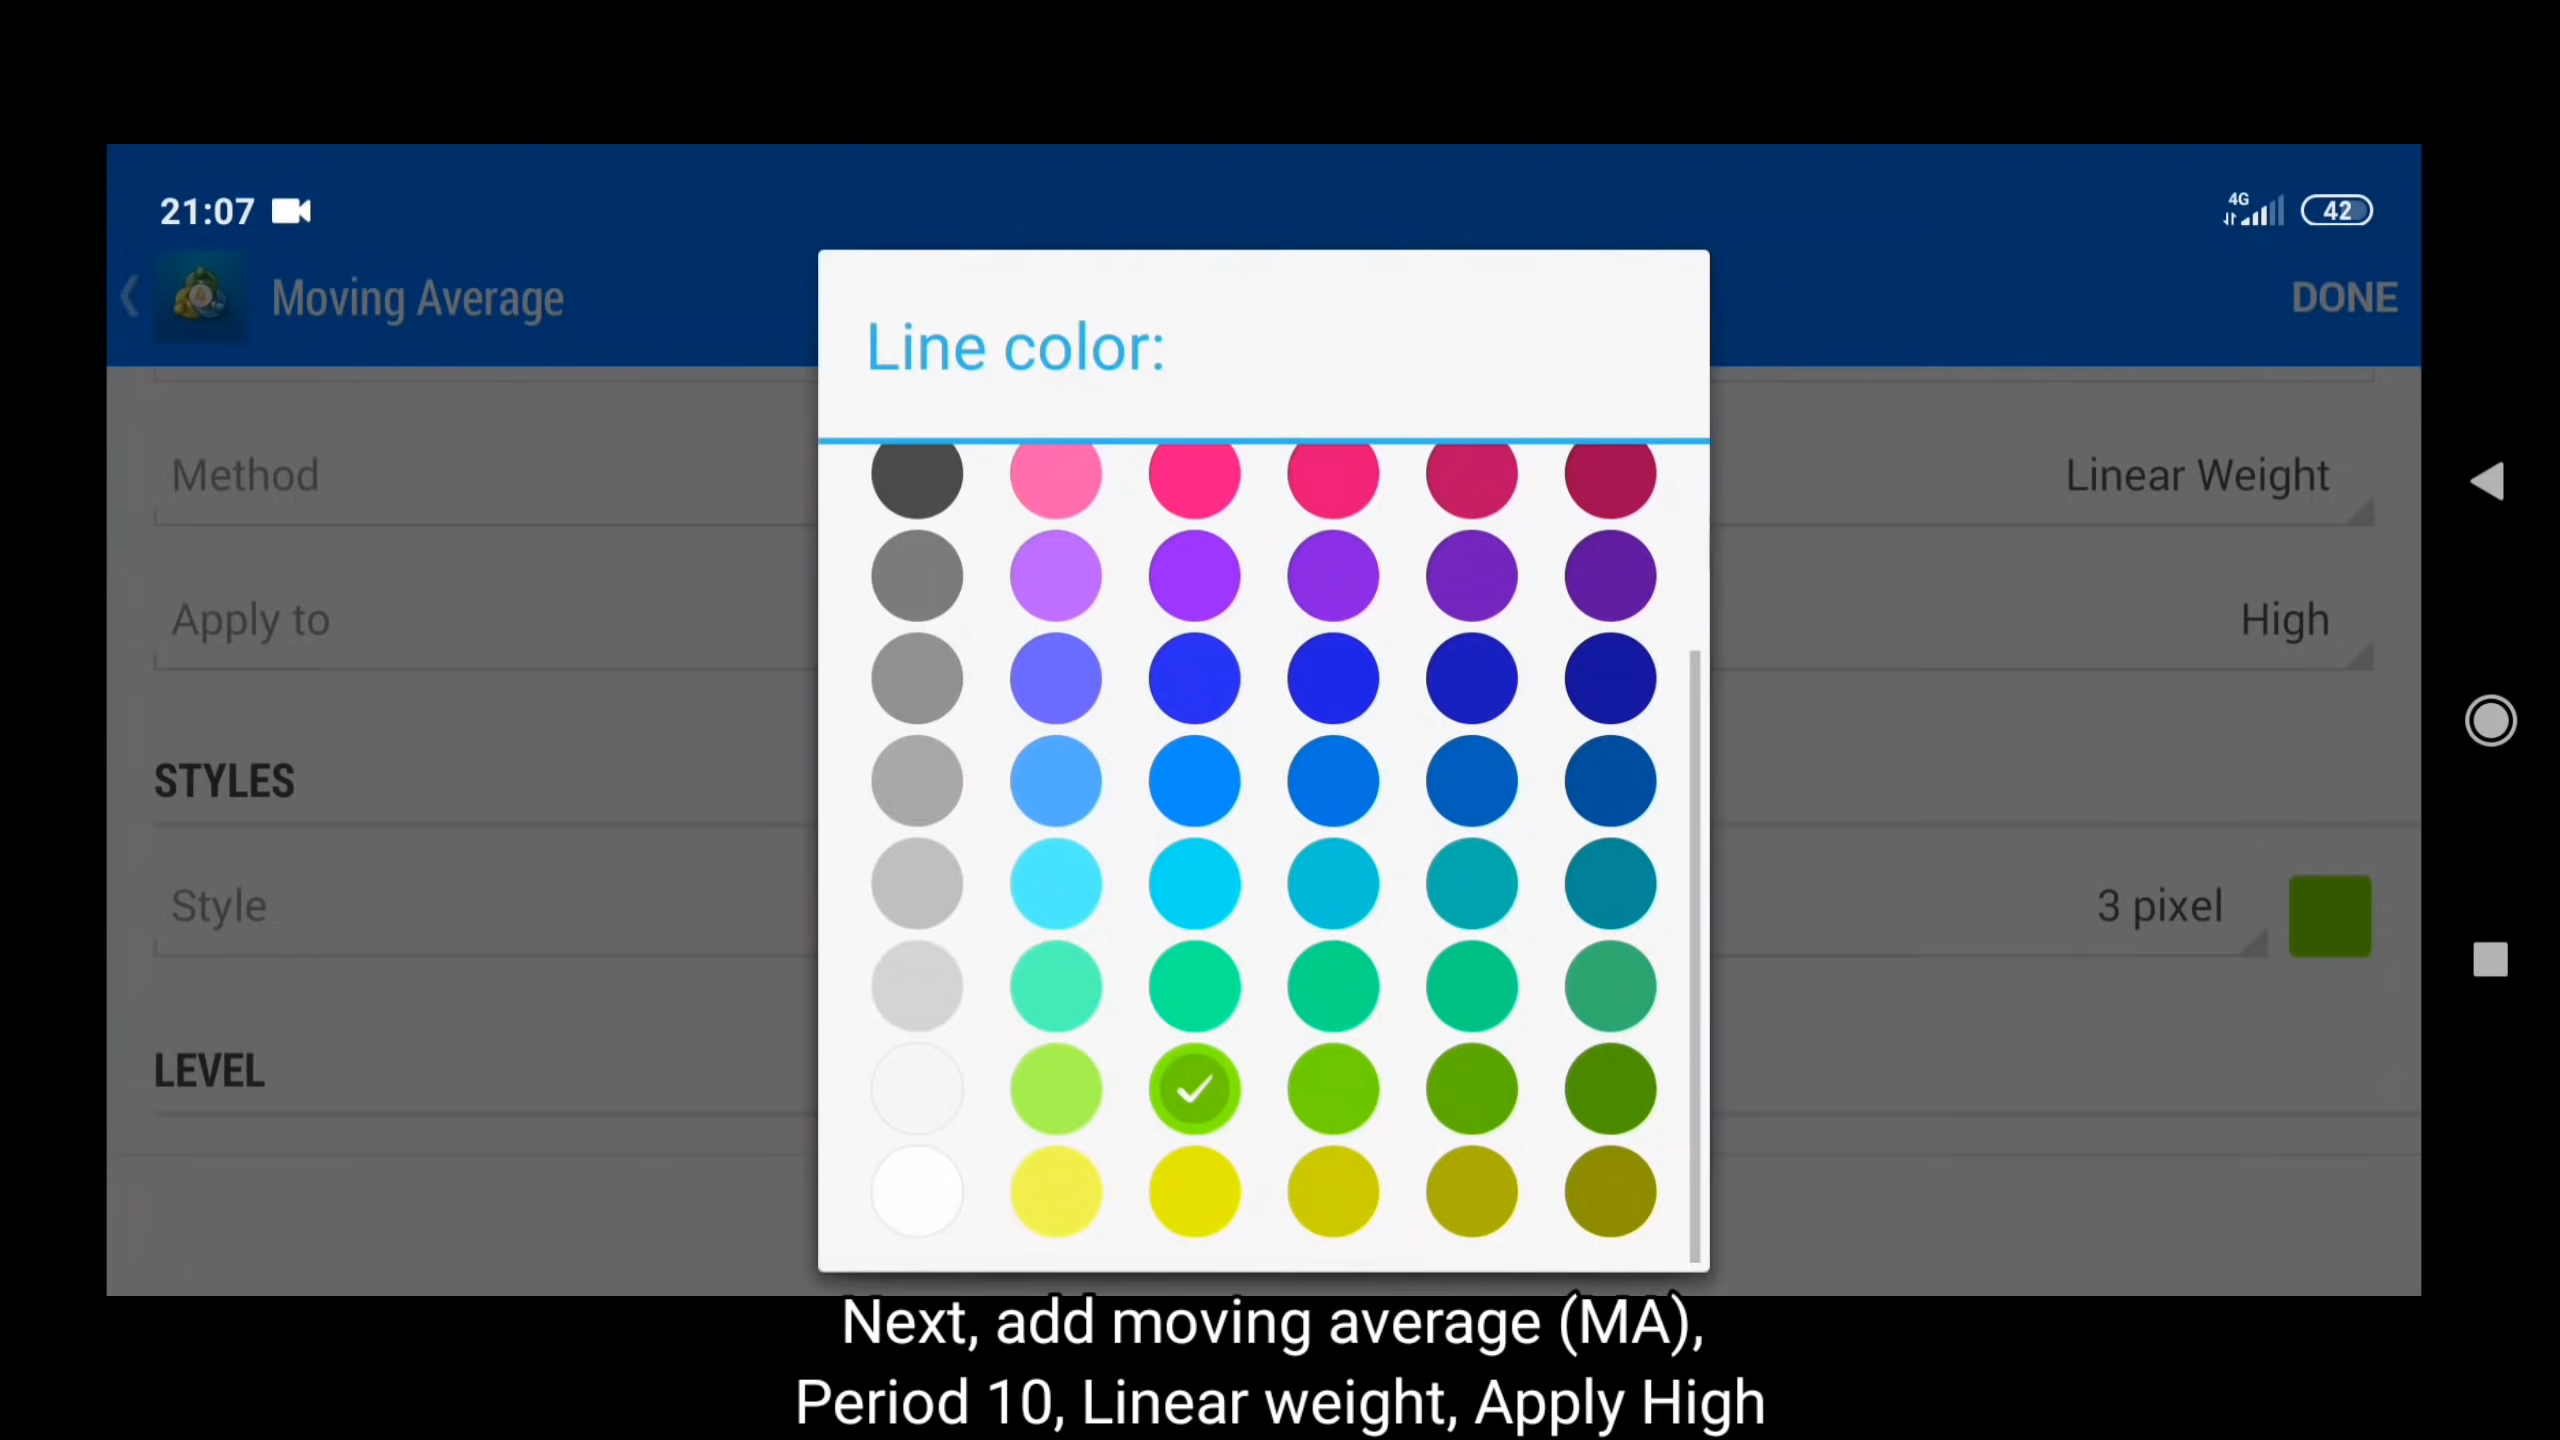 21:07
4G
42
Moving Average
DONE
Line color:
Method
Linear Weight
Apply to
High
STYLES
Style
3 pixel
LEVEL
Next, add moving average (MA),
Period 10, Linear weight, Apply High